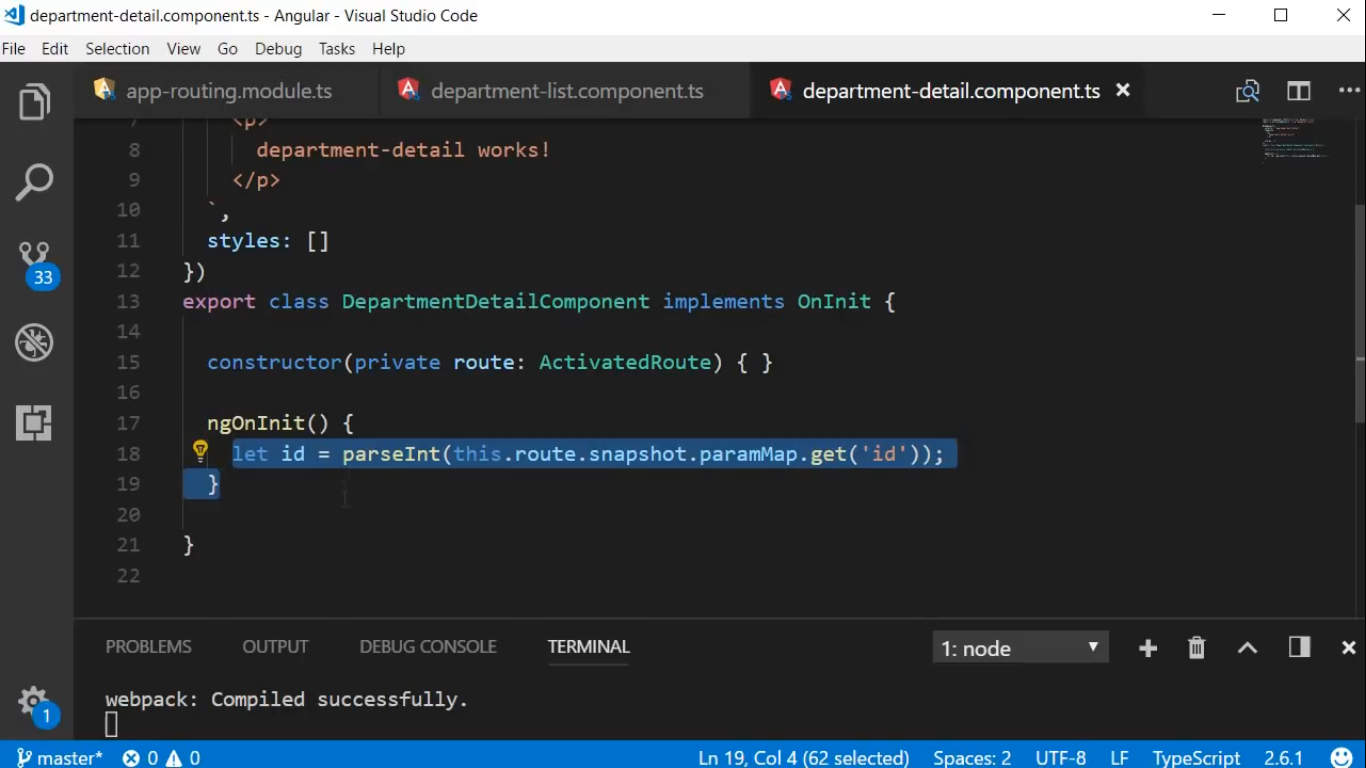 department-detail.component.ts - Angular - Visual Studio Code
File Edit Selection View Go Debug Tasks Help
app-routing.module.ts department-list.component.ts department-detail.component.ts
7 <p>
8 department-detail works!
9 </p>
10 `,
11 styles: []
12 })
13 export class DepartmentDetailComponent implements OnInit {
14
15 constructor(private route: ActivatedRoute) { }
16
17 ngOnInit() {
18 let id = parseInt(this.route.snapshot.paramMap.get('id'));
19 }
20
21 }
22
33
PROBLEMS OUTPUT DEBUG CONSOLE TERMINAL 1: node
webpack: Compiled successfully.
1
master* 0 0 Ln 19, Col 4 (62 selected) Spaces: 2 UTF-8 LF TypeScript 2.6.1